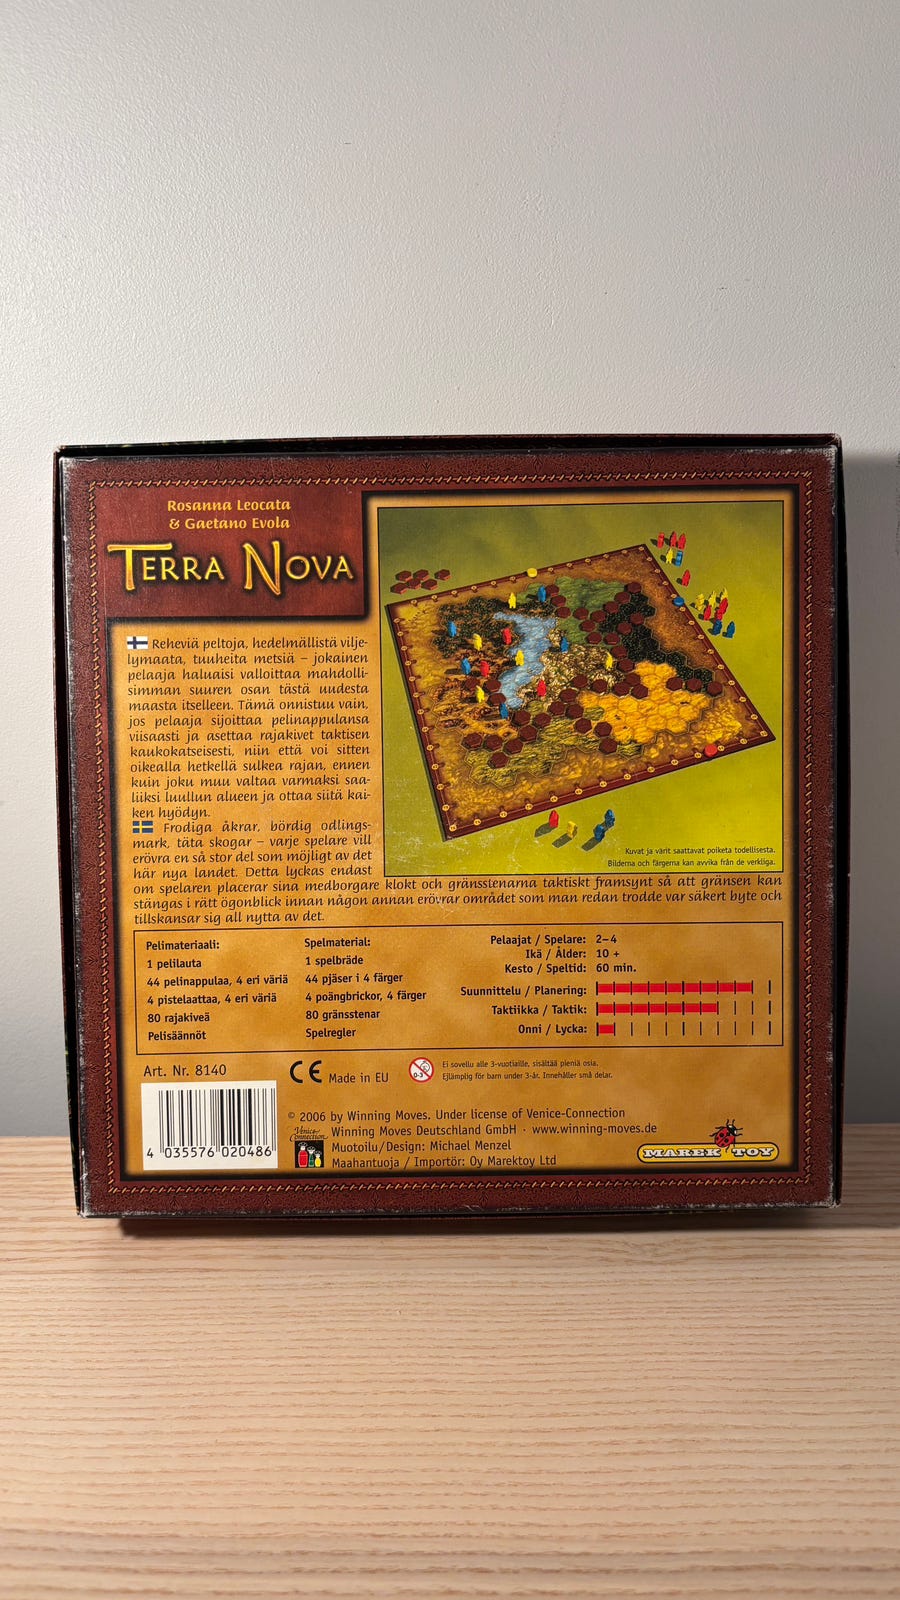 Rosanna Leocata
& Gaetano Evola
TERRA NOVA
Reheviä peltoja, hedelmällistä vilje-
lymaata, tuuheita metsiä – jokainen
pelaaja haluaisi valloittaa mahdolli-
simman suuren osan tästä uudesta
maasta itselleen. Tämä onnistuu vain,
jos pelaaja sijoittaa pelinappulansa
viisaasti ja asettaa rajakivet taktisen
kaukokatseisesti, niin että voi sitten
oikealla hetkellä sulkea rajan, ennen
kuin joku muu valtaa varmaksi saa-
liiksi luullun alueen ja ottaa siitä kai-
ken hyödyn.
Frodiga åkrar, bördig odlings-
mark, täta skogar – varje spelare vill
erövra en så stor del som möjligt av det
här nya landet. Detta lyckas endast
om spelaren placerar sina medborgare klokt och gränsstenarna taktiskt framsynt så att gränsen kan
stängas i rätt ögonblick innan någon annan erövrar området som man redan trodde var säkert byte och
tillskansar sig all nytta av det.
Kuvat ja värit saattavat poiketa todellisesta.
Bilderna och färgerna kan avvika från de verkliga.
Pelimateriaali:
1 pelilauta
44 pelinappulaa, 4 eri väriä
4 pistelaattaa, 4 eri väriä
80 rajakiveä
Pelisäännöt
Spelmaterial:
1 spelbräde
44 pjäser i 4 färger
4 poängbrickor, 4 färger
80 gränsstenar
Spelregler
Pelaajat / Spelare: 2–4
Ikä / Ålder: 10 +
Kesto / Speltid: 60 min.
Suunnittelu / Planering:
Taktiikka / Taktik:
Onni / Lycka:
Art. Nr. 8140
4 035576 020486
CE Made in EU
0-3
Ei sovellu alle 3-vuotiaille, sisältää pieniä osia.
Ejlämplig för barn under 3-år. Innehåller små delar.
© 2006 by Winning Moves. Under license of Venice-Connection
Winning Moves Deutschland GmbH · www.winning-moves.de
Muotoilu/Design: Michael Menzel
Maahantuoja / Importör: Oy Marektoy Ltd
Venice
Connection
MAREK TOY